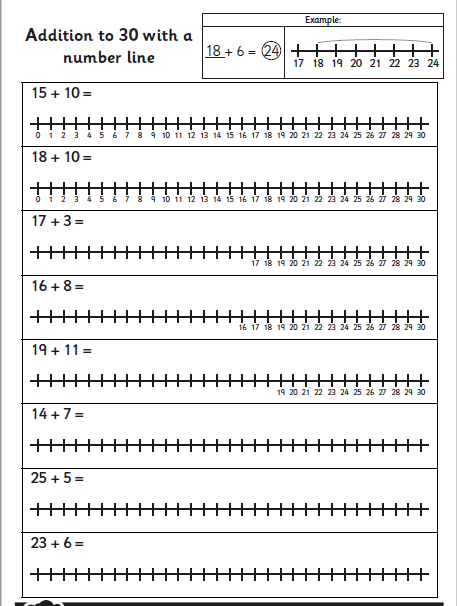 Addition to 30 with a
number line
Example:
18 + 6 = 24
17 18 19 20 21 22 23 24
15 + 10 =
0 1 2 3 4 5 6 7 8 9 10 11 12 13 14 15 16 17 18 19 20 21 22 23 24 25 26 27 28 29 30
18 + 10 =
0 1 2 3 4 5 6 7 8 9 10 11 12 13 14 15 16 17 18 19 20 21 22 23 24 25 26 27 28 29 30
17 + 3 =
17 18 19 20 21 22 23 24 25 26 27 28 29 30
16 + 8 =
16 17 18 19 20 21 22 23 24 25 26 27 28 29 30
19 + 11 =
19 20 21 22 23 24 25 26 27 28 29 30
14 + 7 =
25 + 5 =
23 + 6 =